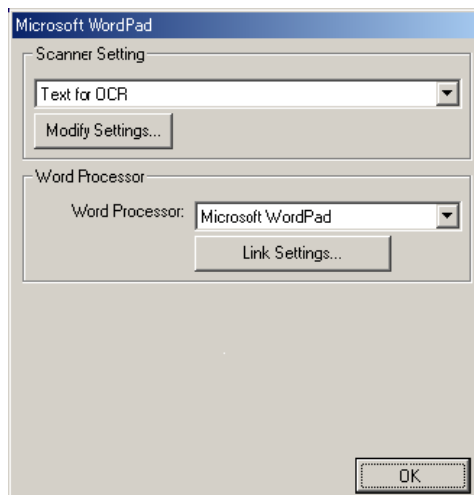 Microsoft WordPad
Scanner Setting
Text for OCR
Modify Settings...
Word Processor
Word Processor: Microsoft WordPad
Link Settings...
OK